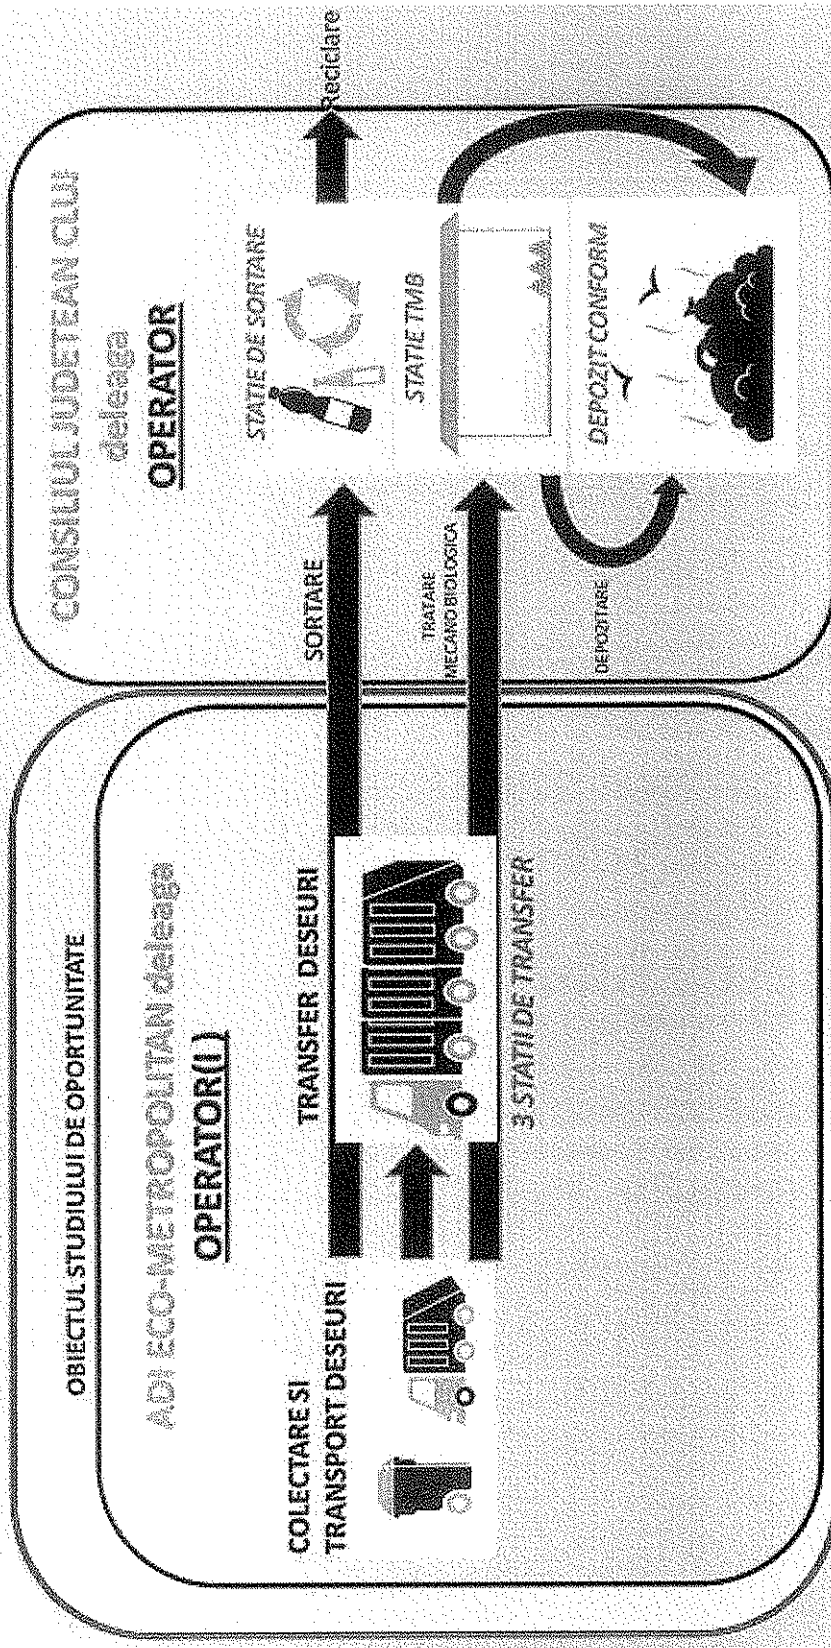 OBIECTUL STUDIULUI DE OPORTUNITATE
ADI ECO-METROPOLITAN deleaga
OPERATOR(I)
COLECTARE SI
TRANSPORT DESEURI
TRANSFER DESEURI
3 STATII DE TRANSFER
CONSILIUL JUDETEAN CLUJ
deleaga
OPERATOR
SORTARE
STATIE DE SORTARE
Reciclare
TRATARE
MECANO BIOLOGICA
STATIE TMB
DEPOZITARE
DEPOZIT CONFORM